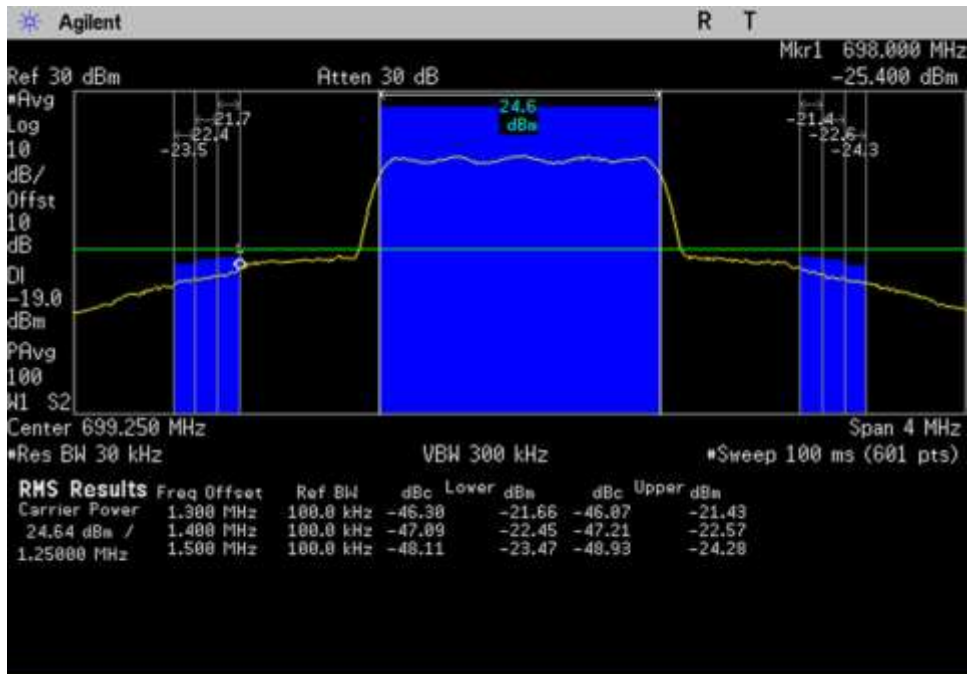 Agilent R T
Mkr1 698.000 MHz
Ref 30 dBm Atten 30 dB -25.400 dBm
#Avg
Log
10
dB/
Offst
10
dB
DI
-19.0
dBm
PAvg
100
W1 S2
24.6
dBm
-21.7
-22.4
-23.5
-21.4
-22.6
-24.3
1
Center 699.250 MHz Span 4 MHz
#Res BW 30 kHz VBW 300 kHz #Sweep 100 ms (601 pts)
RMS Results Freq Offset Ref BW dBc Lower dBm dBc Upper dBm
Carrier Power 1.300 MHz 100.0 kHz -46.30 -21.66 -46.07 -21.43
24.64 dBm / 1.400 MHz 100.0 kHz -47.09 -22.45 -47.21 -22.57
1.25000 MHz 1.500 MHz 100.0 kHz -48.11 -23.47 -48.93 -24.28